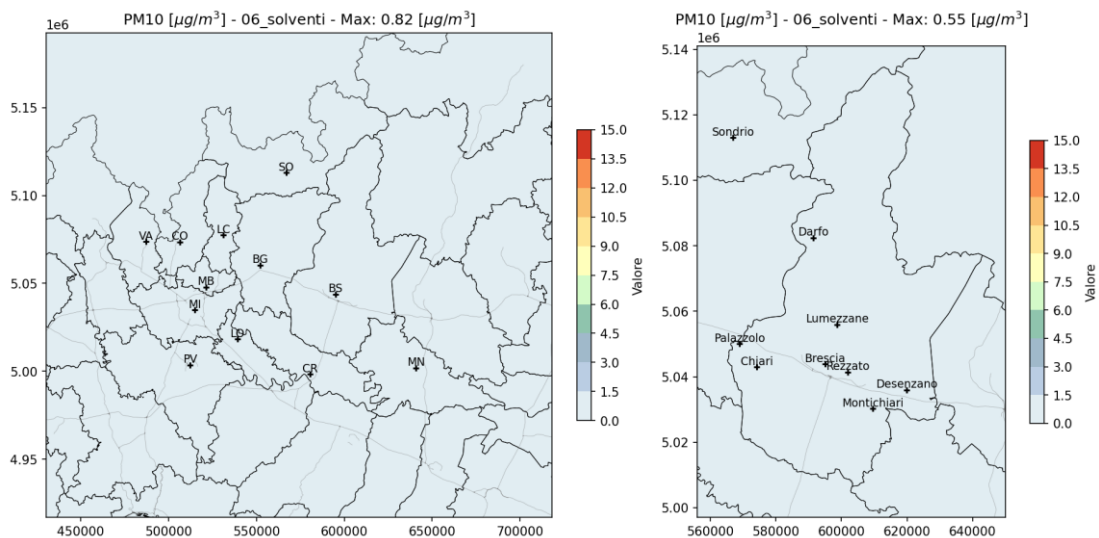 PM10 [μg/m³] - 06_solventi - Max: 0.82 [μg/m³]
1e6
5.15
5.10
5.05
5.00
4.95
450000 500000 550000 600000 650000 700000
SO
VA CO LC
BG
MB
BS
MI
LO
PV CR MN
15.0
13.5
12.0
10.5
9.0
7.5
6.0
4.5
3.0
1.5
0.0
Valore
PM10 [μg/m³] - 06_solventi - Max: 0.55 [μg/m³]
1e6
5.14
5.12
5.10
5.08
5.06
5.04
5.02
5.00
560000 580000 600000 620000 640000
Sondrio
Darfo
Lumezzane
Palazzolo
Chiari Brescia
Rezzato
Desenzano
Montichiari
15.0
13.5
12.0
10.5
9.0
7.5
6.0
4.5
3.0
1.5
0.0
Valore